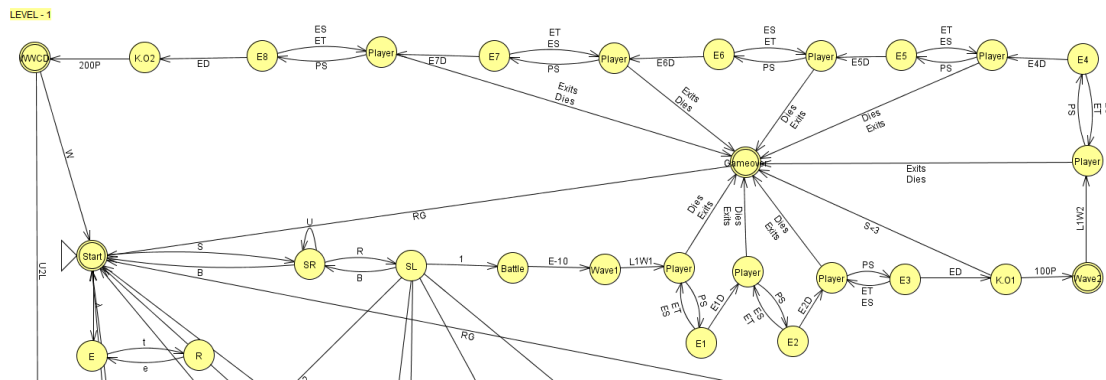 LEVEL - 1
ES
ET
PS
ET
ES
PS
ES
ET
PS
ET
ES
PS
WWCD
200P
K.O2
ED
E8
Player
E7D
E7
Player
E6D
E6
Player
E5D
E5
Player
E4D
E4
PS
ET
Exits
Dies
Exits
Dies
Dies
Exits
Dies
Exits
Gameover
Exits
Dies
Player
W
RG
U2L
L1W2
Start
S
B
U
SR
R
B
SL
1
Battle
E-10
Wave1
L1W1
Player
Dies
Exits
Player
Dies
Exits
Player
Dies
Exits
S<3
PS
ET
ES
E3
ED
K.O1
100P
Wave2
PS
ET
ES
E1D
PS
ES
ET
E2D
E1
E2
RG
E
t
e
R